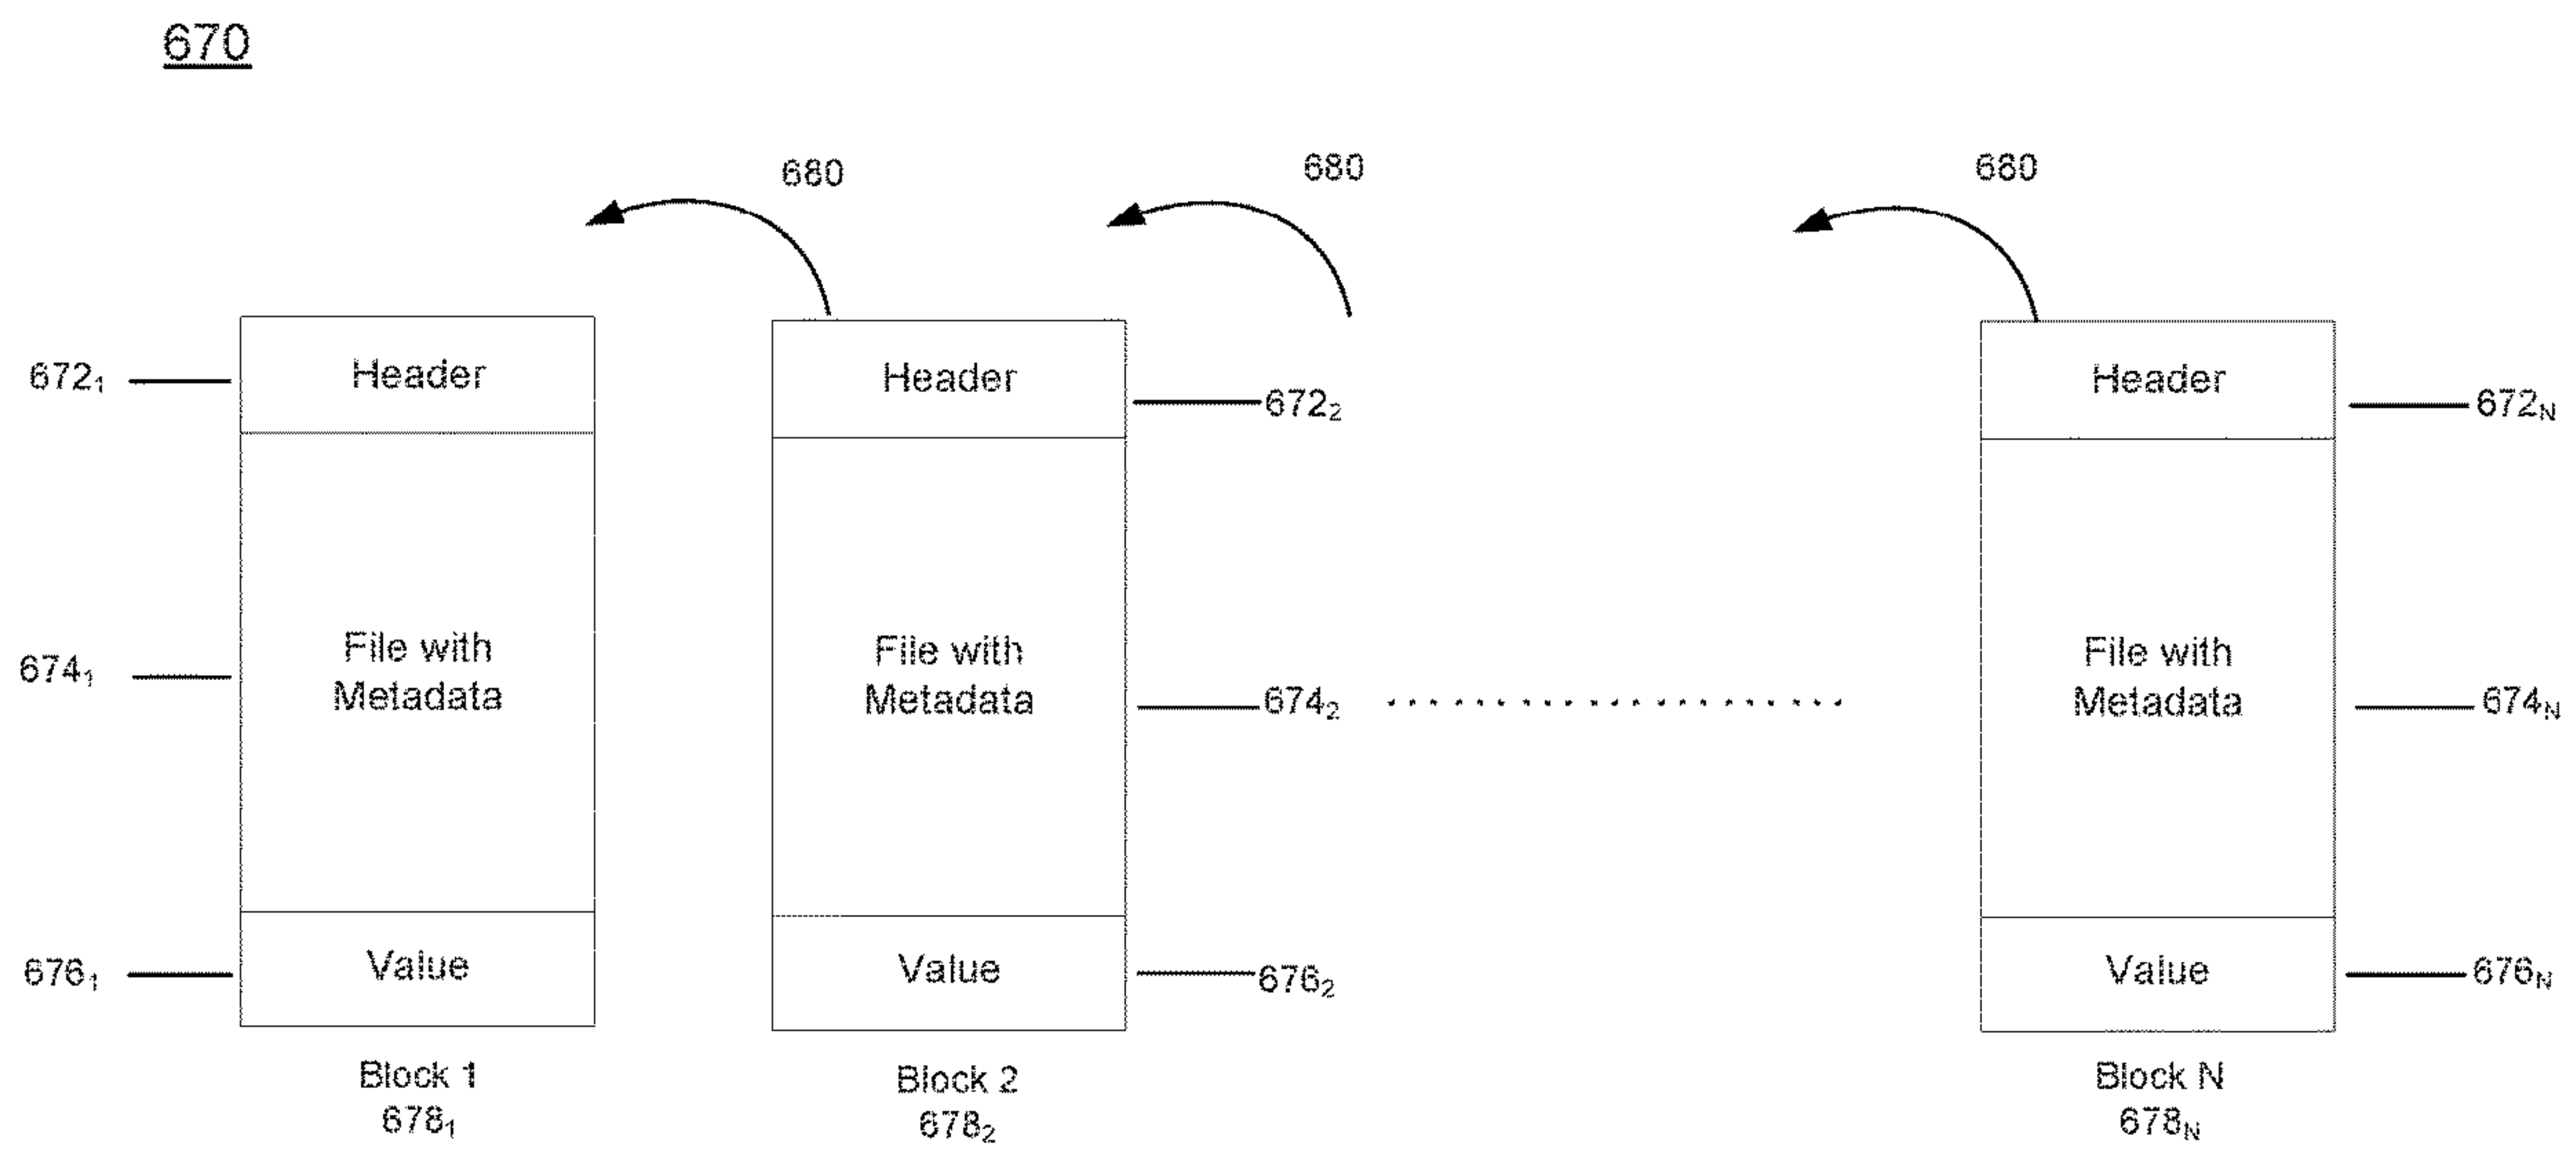 670
680
680
680
Header
Header
Header
672₁
672₂
672N
File with
Metadata
File with
Metadata
File with
Metadata
674₁
674₂
674N
Value
Value
Value
676₁
676₂
676N
Block 1
678₁
Block 2
678₂
Block N
678N